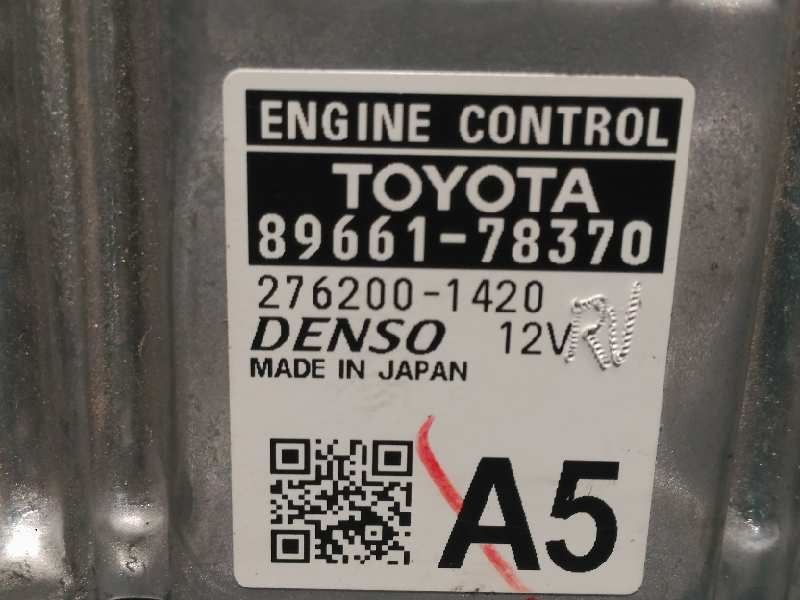 ENGINE CONTROL
TOYOTA
89661-78370
276200-1420
DENSO 12V
MADE IN JAPAN
A5